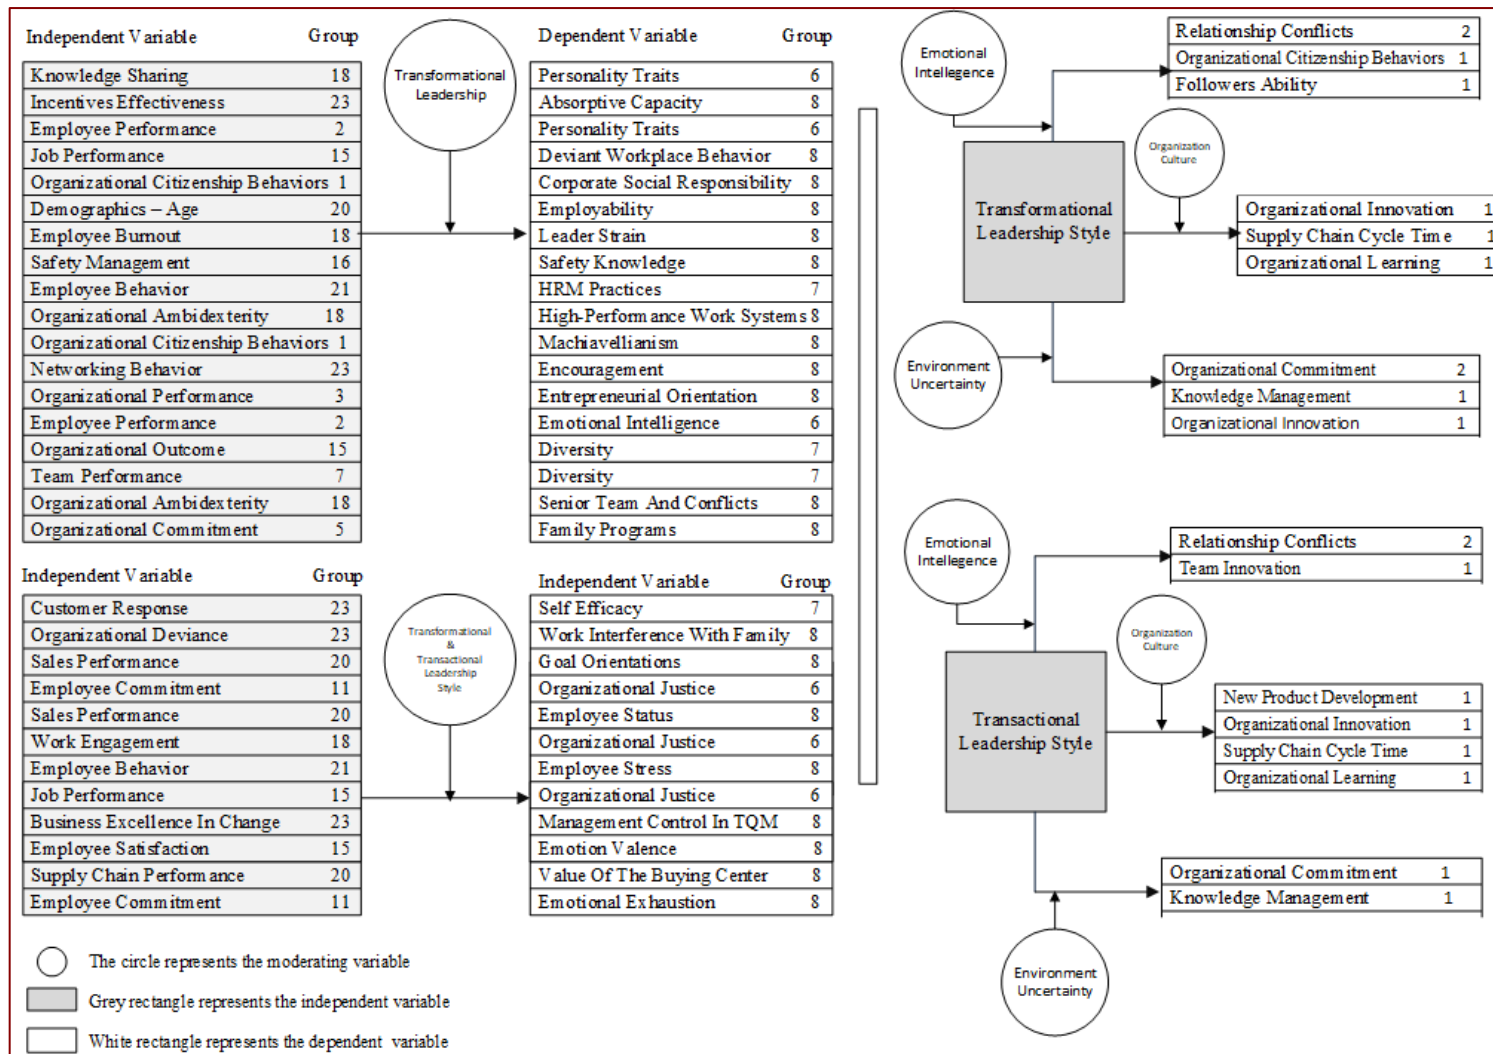 Independent Variable Group
Knowledge Sharing 18
Incentives Effectiveness 23
Employee Performance 2
Job Performance 15
Organizational Citizenship Behaviors 1
Demographics – Age 20
Employee Burnout 18
Safety Management 16
Employee Behavior 21
Organizational Ambidexterity 18
Organizational Citizenship Behaviors 1
Networking Behavior 23
Organizational Performance 3
Employee Performance 2
Organizational Outcome 15
Team Performance 7
Organizational Ambidexterity 18
Organizational Commitment 5
Transformational
Leadership
Dependent Variable Group
Personality Traits 6
Absorptive Capacity 8
Personality Traits 6
Deviant Workplace Behavior 8
Corporate Social Responsibility 8
Employability 8
Leader Strain 8
Safety Knowledge 8
HRM Practices 7
High-Performance Work Systems 8
Machiavellianism 8
Encouragement 8
Entrepreneurial Orientation 8
Emotional Intelligence 6
Diversity 7
Diversity 7
Senior Team And Conflicts 8
Family Programs 8
Independent Variable Group
Customer Response 23
Organizational Deviance 23
Sales Performance 20
Employee Commitment 11
Sales Performance 20
Work Engagement 18
Employee Behavior 21
Job Performance 15
Business Excellence In Change 23
Employee Satisfaction 15
Supply Chain Performance 20
Employee Commitment 11
Transformational
&
Transactional
Leadership
Style
Independent Variable Group
Self Efficacy 7
Work Interference With Family 8
Goal Orientations 8
Organizational Justice 6
Employee Status 8
Organizational Justice 6
Employee Stress 8
Organizational Justice 6
Management Control In TQM 8
Emotion Valence 8
Value Of The Buying Center 8
Emotional Exhaustion 8
Emotional
Intellegence
Relationship Conflicts 2
Organizational Citizenship Behaviors 1
Followers Ability 1
Organization
Culture
Transformational
Leadership Style
Organizational Innovation 1
Supply Chain Cycle Time 1
Organizational Learning 1
Environment
Uncertainty
Organizational Commitment 2
Knowledge Management 1
Organizational Innovation 1
Emotional
Intellegence
Relationship Conflicts 2
Team Innovation 1
Organization
Culture
Transactional
Leadership Style
New Product Development 1
Organizational Innovation 1
Supply Chain Cycle Time 1
Organizational Learning 1
Organizational Commitment 1
Knowledge Management 1
Environment
Uncertainty
The circle represents the moderating variable
Grey rectangle represents the independent variable
White rectangle represents the dependent variable